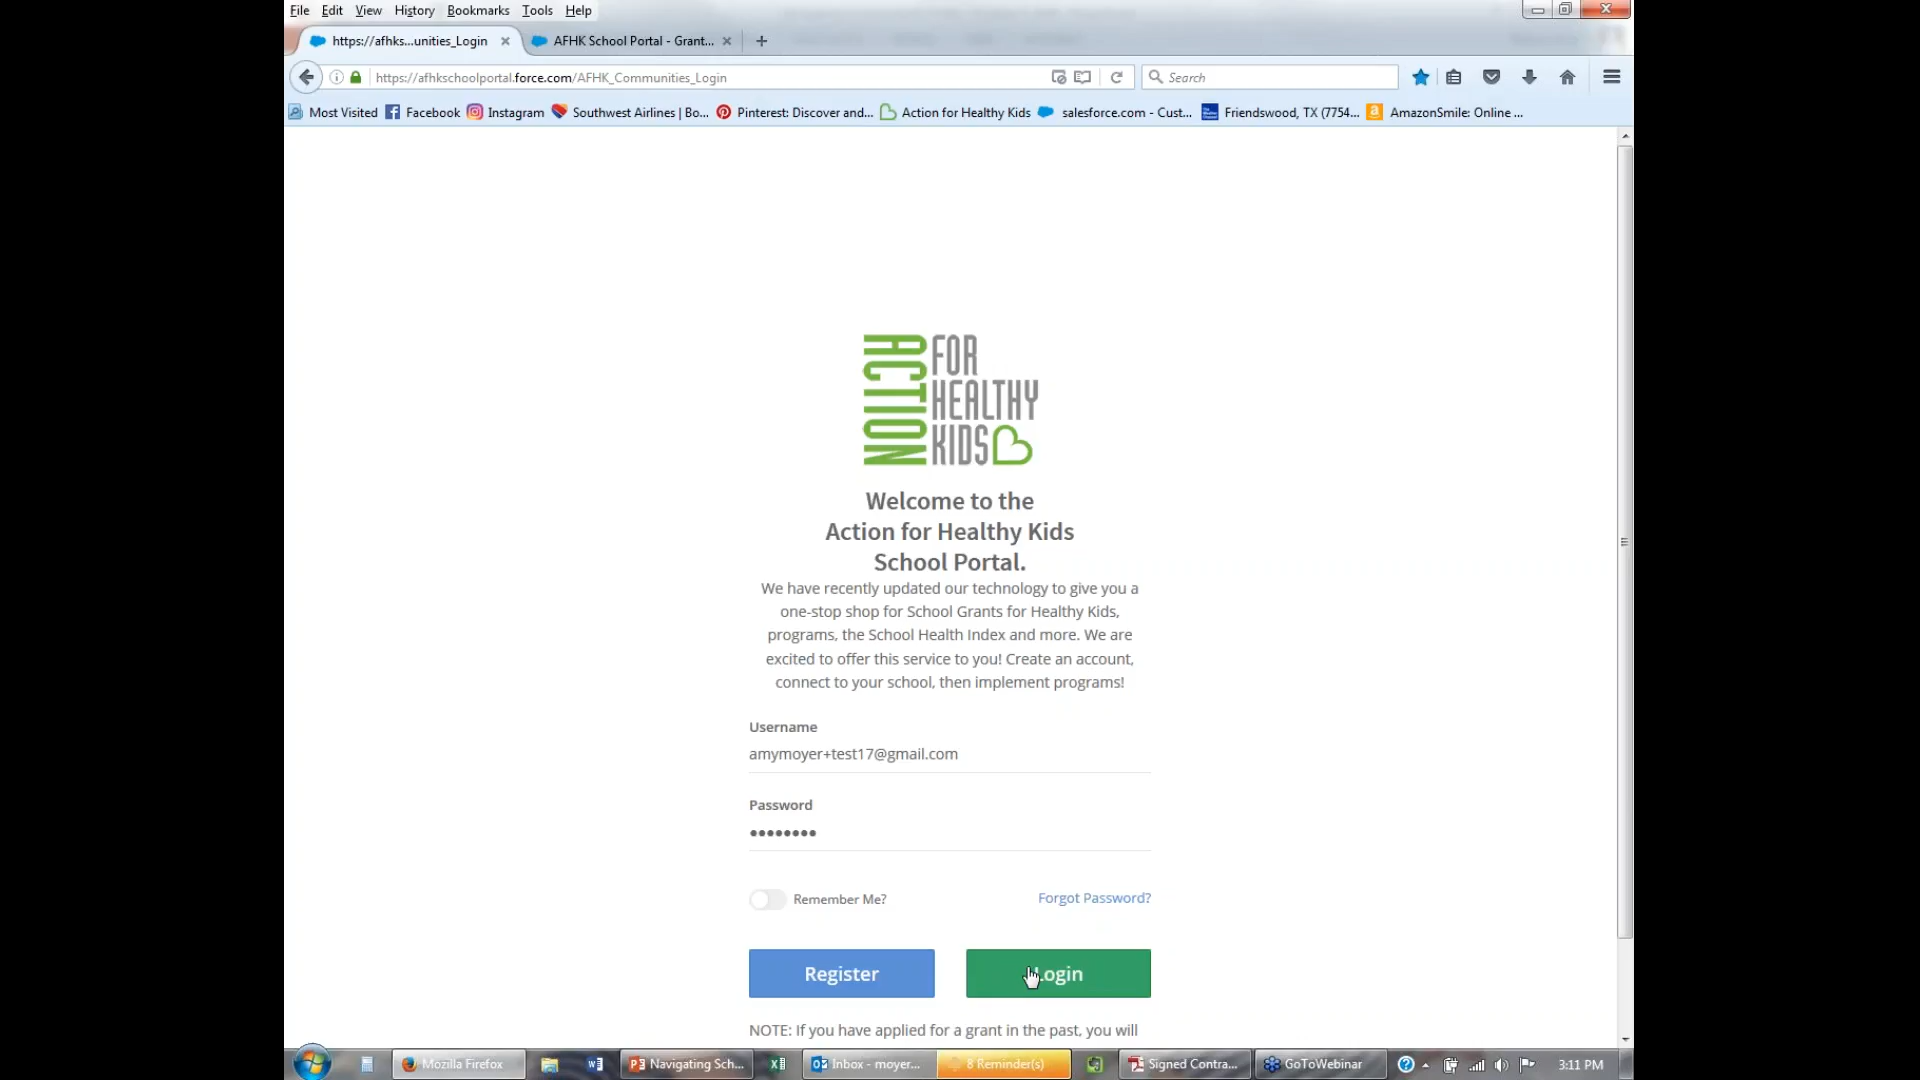 File Edit View History Bookmarks Tools Help
https://afhks...unities_Login AFHK School Portal - Grant...
https://afhkschoolportal.force.com/AFHK_Communities_Login Search
Most Visited Facebook Instagram Southwest Airlines | Bo... Pinterest: Discover and... Action for Healthy Kids salesforce.com - Cust... Friendswood, TX (7754... AmazonSmile: Online ...
ACTION
FOR
HEALTHY
KIDS
Welcome to the
Action for Healthy Kids
School Portal.
We have recently updated our technology to give you a
one-stop shop for School Grants for Healthy Kids,
programs, the School Health Index and more. We are
excited to offer this service to you! Create an account,
connect to your school, then implement programs!
Username
amymoyer+test17@gmail.com
Password
••••••••
Remember Me? Forgot Password?
Register Login
NOTE: If you have applied for a grant in the past, you will
Mozilla Firefox Navigating Sch... Inbox - moyer... 8 Reminder(s) Signed Contra... GoToWebinar 3:11 PM